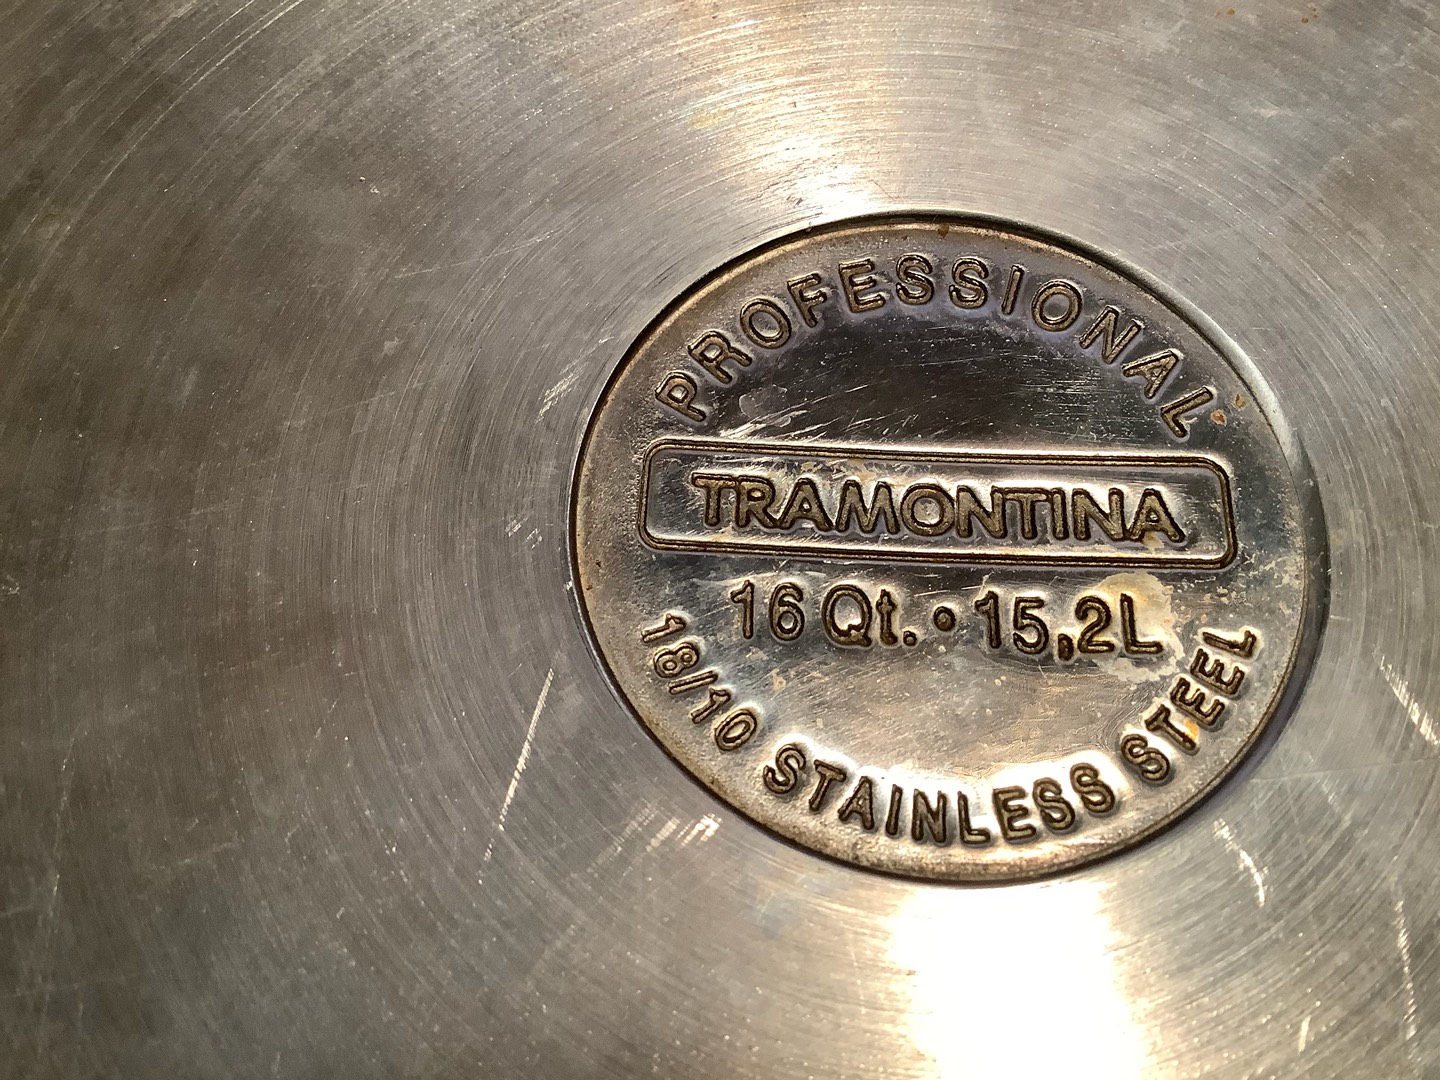 PROFESSIONAL
TRAMONTINA
16 Qt. • 15,2L
18/10 STAINLESS STEEL